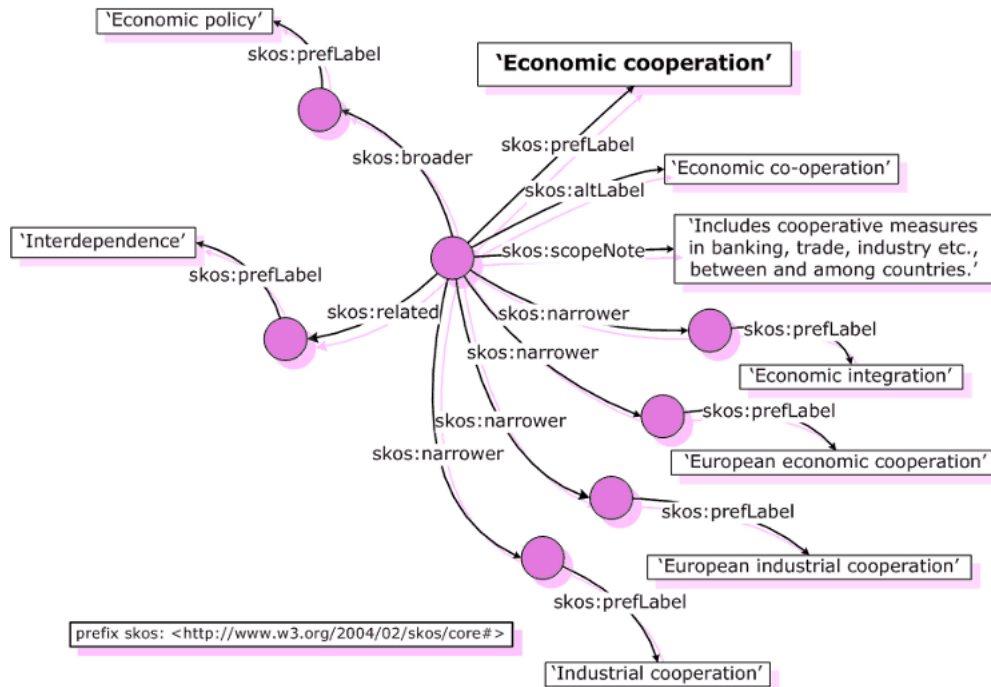 ‘Economic policy’
skos:prefLabel
‘Economic cooperation’
skos:prefLabel
skos:broader
‘Economic co-operation’
skos:altLabel
‘Interdependence’
‘Includes cooperative measures
in banking, trade, industry etc.,
between and among countries.’
skos:scopeNote
skos:prefLabel
skos:related
skos:narrower
skos:prefLabel
skos:narrower
‘Economic integration’
skos:prefLabel
skos:narrower
skos:narrower
‘European economic cooperation’
skos:prefLabel
‘European industrial cooperation’
skos:prefLabel
prefix skos: <http://www.w3.org/2004/02/skos/core#>
‘Industrial cooperation’